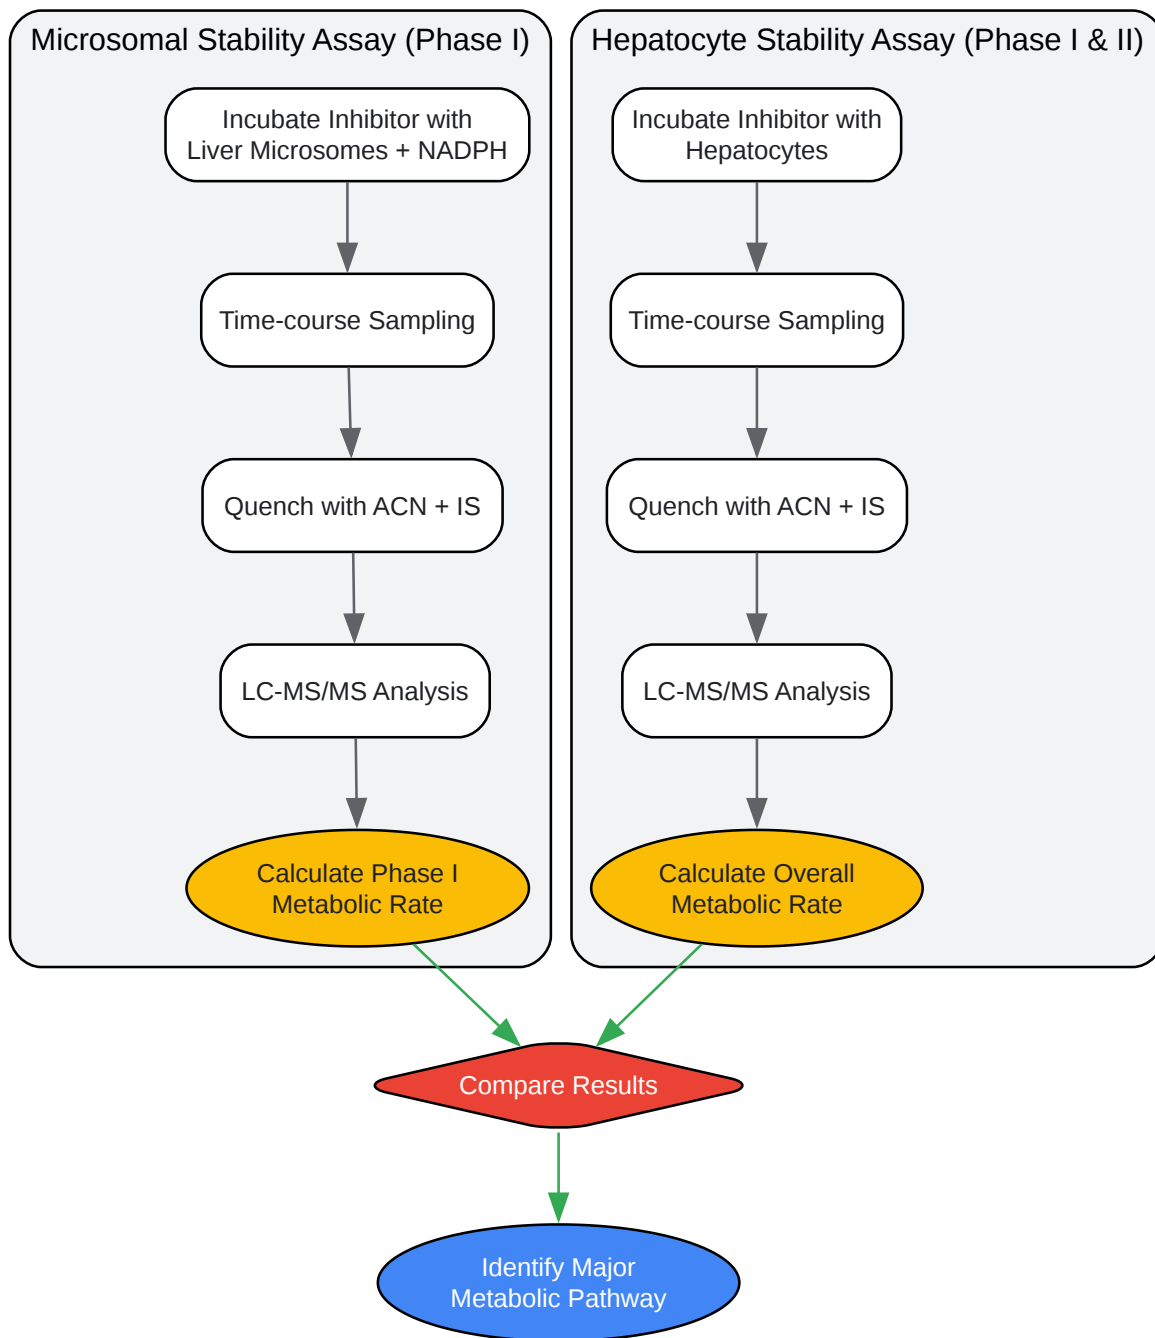 Microsomal Stability Assay (Phase I)
Incubate Inhibitor with
Liver Microsomes + NADPH
Time-course Sampling
Quench with ACN + IS
LC-MS/MS Analysis
Calculate Phase I
Metabolic Rate
Hepatocyte Stability Assay (Phase I & II)
Incubate Inhibitor with
Hepatocytes
Time-course Sampling
Quench with ACN + IS
LC-MS/MS Analysis
Calculate Overall
Metabolic Rate
Compare Results
Identify Major
Metabolic Pathway